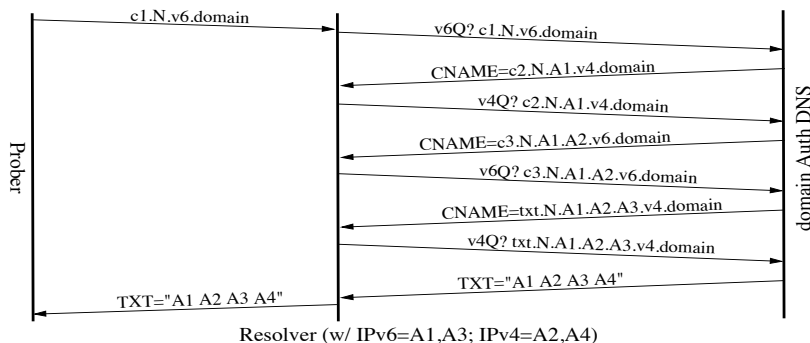 c1.N.v6.domain
v6Q? c1.N.v6.domain
CNAME=c2.N.A1.v4.domain
v4Q? c2.N.A1.v4.domain
CNAME=c3.N.A1.A2.v6.domain
v6Q? c3.N.A1.A2.v6.domain
CNAME=txt.N.A1.A2.A3.v4.domain
v4Q? txt.N.A1.A2.A3.v4.domain
TXT="A1 A2 A3 A4"
TXT="A1 A2 A3 A4"
Prober
domain Auth DNS
Resolver (w/ IPv6=A1,A3; IPv4=A2,A4)